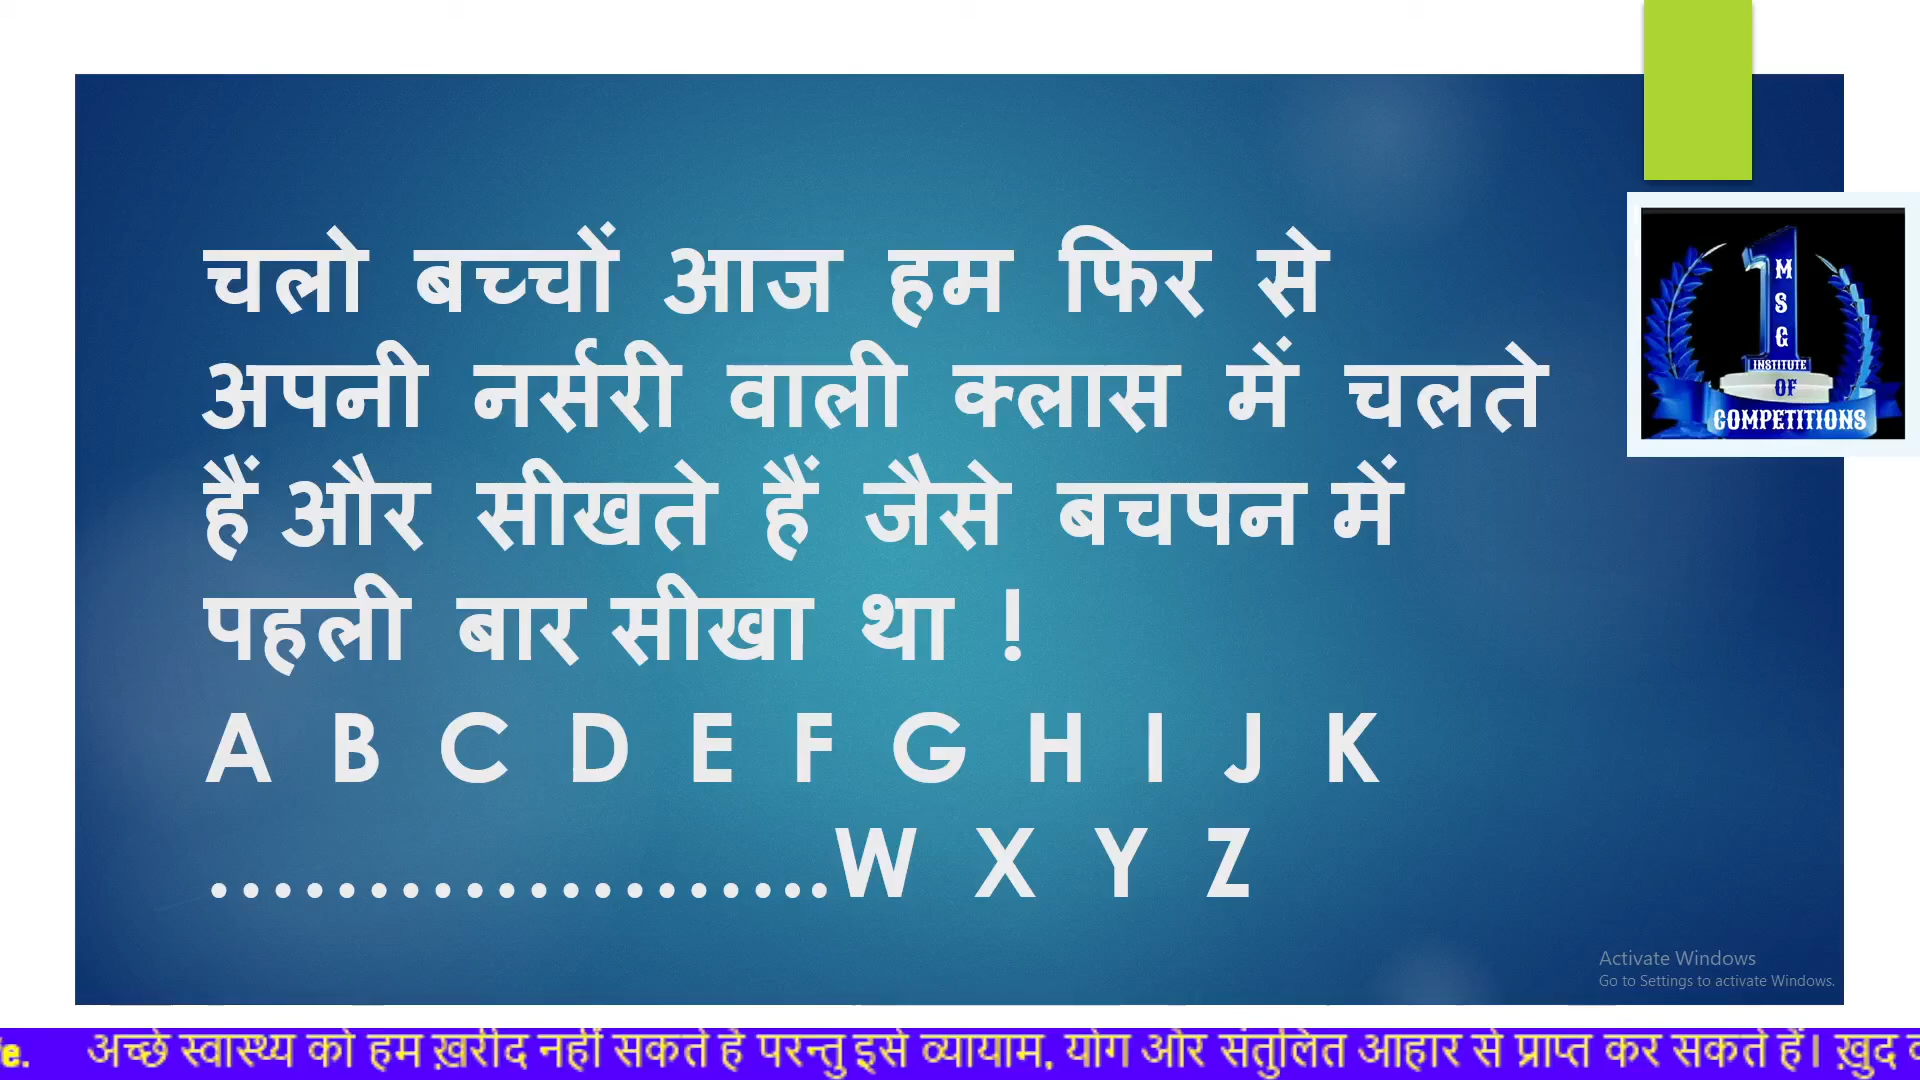 चलो बच्चों आज हम फिर से
अपनी नर्सरी वाली क्लास में चलते
हैं और सीखते हैं जैसे बचपन में
पहली बार सीखा था !
A B C D E F G H I J K
....................W X Y Z
M
S
G
INSTITUTE
OF
COMPETITIONS
Activate Windows
Go to Settings to activate Windows.
अच्छे स्वास्थ्य को हम ख़रीद नहीं सकते हैं परन्तु इसे व्यायाम, योग और संतुलित आहार से प्राप्त कर सकते हैं। ख़ुद